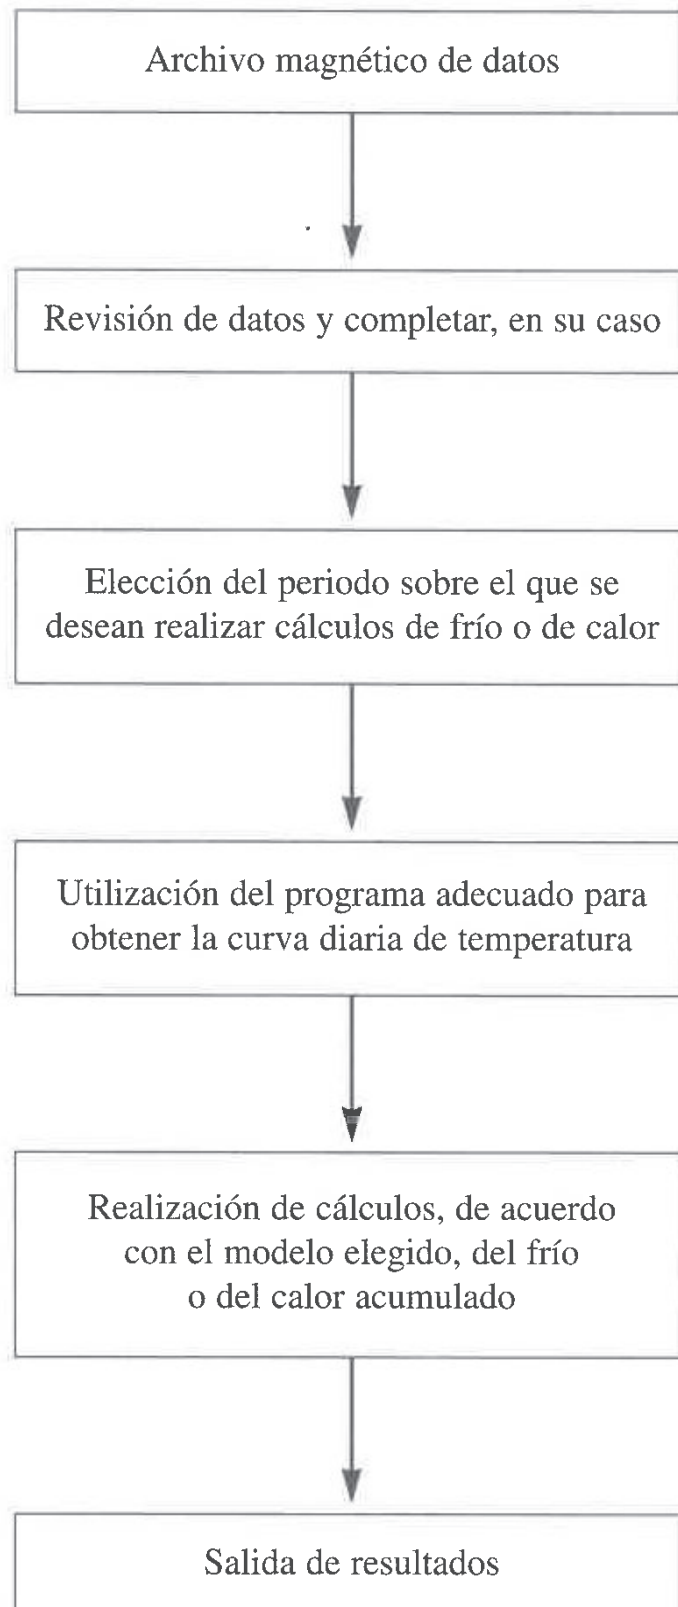 Archivo magnético de datos
Revisión de datos y completar, en su caso
Elección del periodo sobre el que se
desean realizar cálculos de frío o de calor
Utilización del programa adecuado para
obtener la curva diaria de temperatura
Realización de cálculos, de acuerdo
con el modelo elegido, del frío
o del calor acumulado
Salida de resultados